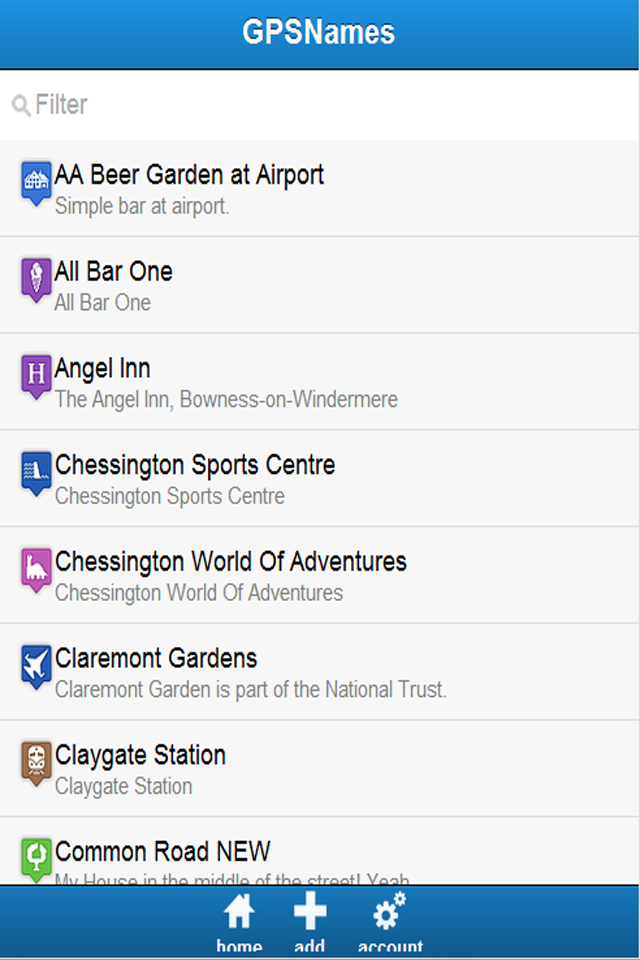 GPSNames
Filter
AA Beer Garden at Airport
Simple bar at airport.
All Bar One
All Bar One
H
Angel Inn
The Angel Inn, Bowness-on-Windermere
Chessington Sports Centre
Chessington Sports Centre
Chessington World Of Adventures
Chessington World Of Adventures
Claremont Gardens
Claremont Garden is part of the National Trust.
Claygate Station
Claygate Station
Common Road NEW
My House in the middle of the street! Yeah
home add account